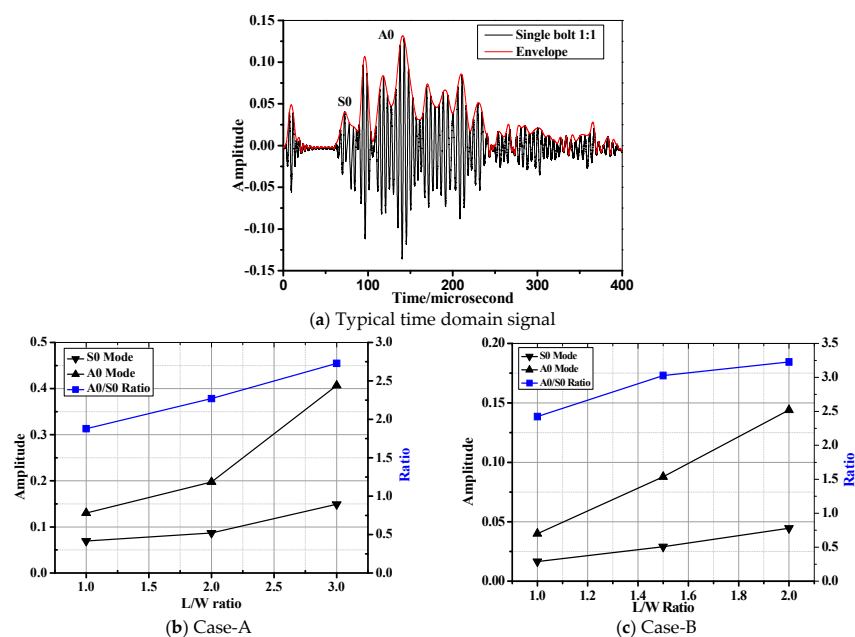 0.15
0.10
0.05
0.00
-0.05
-0.10
-0.15
Amplitude
A0
S0
Single bolt 1:1
Envelope
0 100 200 300 400
Time/microsecond
(a) Typical time domain signal
0.5
0.4
0.3
0.2
0.1
0.0
Amplitude
S0 Mode
A0 Mode
A0/S0 Ratio
3.0
2.5
2.0
1.5
1.0
0.5
0.0
Ratio
1.0 1.5 2.0 2.5 3.0
L/W ratio
(b) Case-A
0.20
0.15
0.10
0.05
0.00
Amplitude
S0 Mode
A0 Mode
A0/S0 Ratio
3.5
3.0
2.5
2.0
1.5
1.0
0.5
0.0
Ratio
1.0 1.2 1.4 1.6 1.8 2.0
L/W Ratio
(c) Case-B